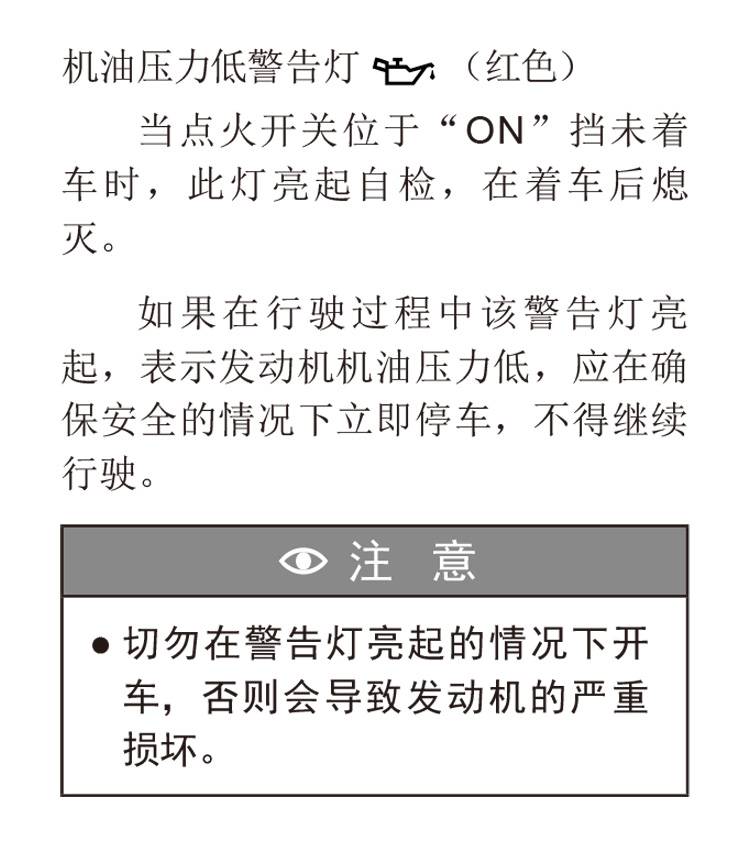 机油压力低警告灯（红色）
当点火开关位于“ON”挡未着
车时，此灯亮起自检，在着车后熄
灭。
如果在行驶过程中该警告灯亮
起，表示发动机机油压力低，应在确
保安全的情况下立即停车，不得继续
行驶。
注 意
● 切勿在警告灯亮起的情况下开
车，否则会导致发动机的严重
损坏。